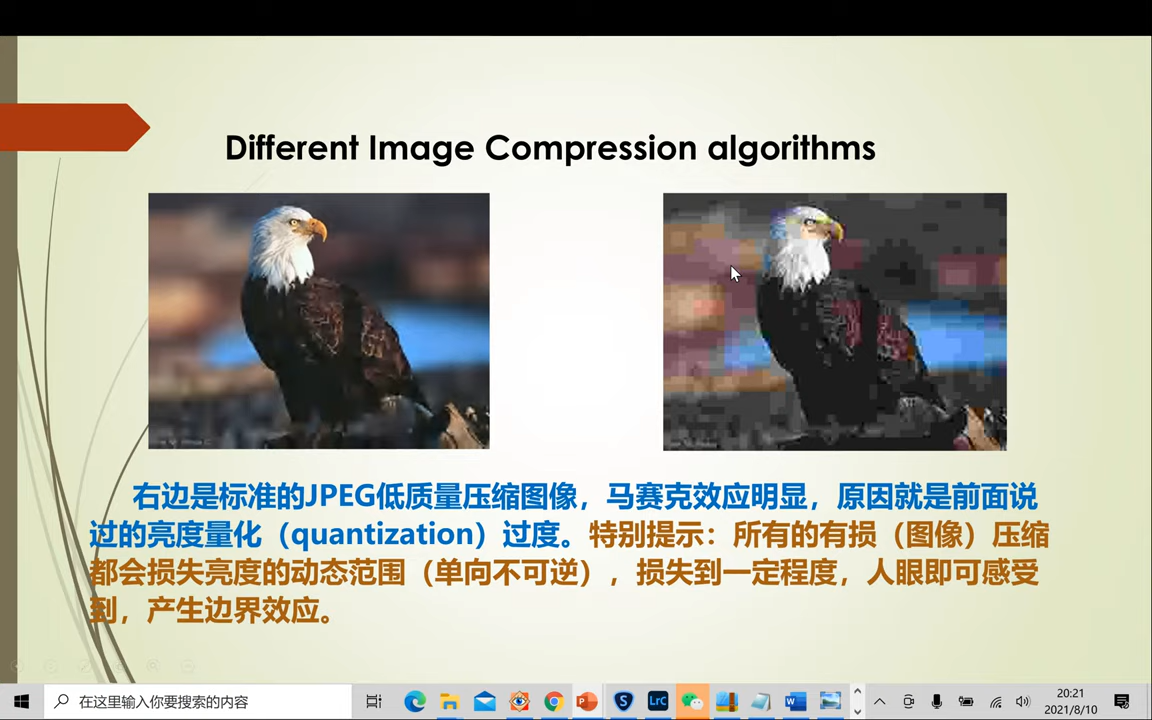 Different Image Compression algorithms
右边是标准的JPEG低质量压缩图像，马赛克效应明显，原因就是前面说
过的亮度量化（quantization）过度。特别提示：所有的有损（图像）压缩
都会损失亮度的动态范围（单向不可逆），损失到一定程度，人眼即可感受
到，产生边界效应。
在这里输入你要搜索的内容
LrC
20:21
2021/8/10